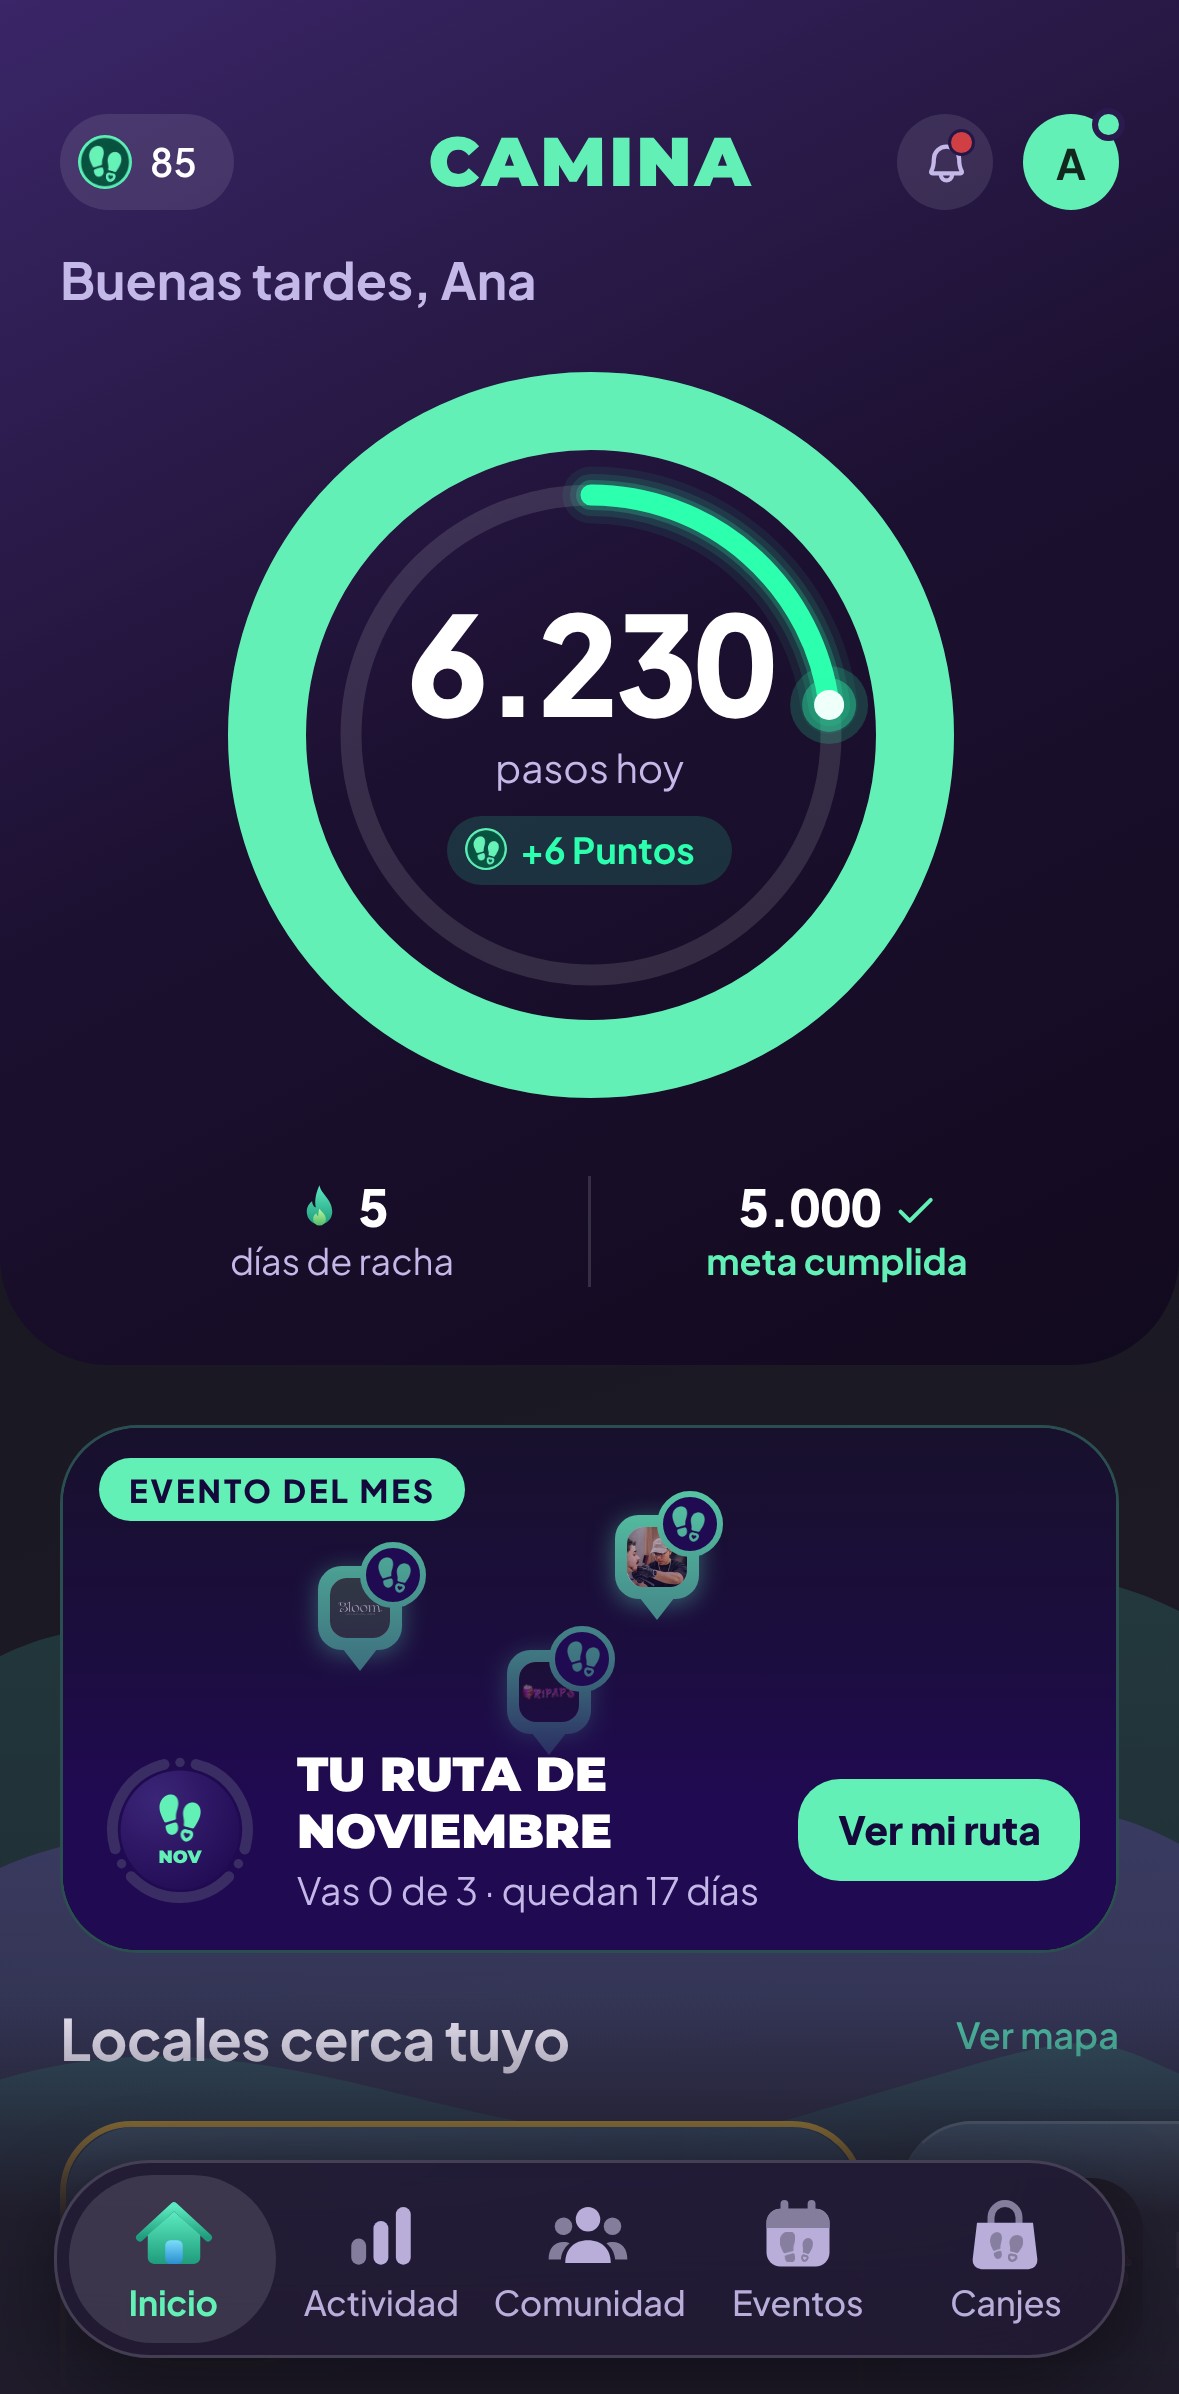 85
CAMINA
A
Buenas tardes, Ana
6.230
pasos hoy
+6 Puntos
5
días de racha
5.000
meta cumplida
EVENTO DEL MES
Bloom
TU RUTA DE
NOVIEMBRE
NOV
Vas 0 de 3 · quedan 17 días
Ver mi ruta
Locales cerca tuyo
Ver mapa
Inicio
Actividad
Comunidad
Eventos
Canjes